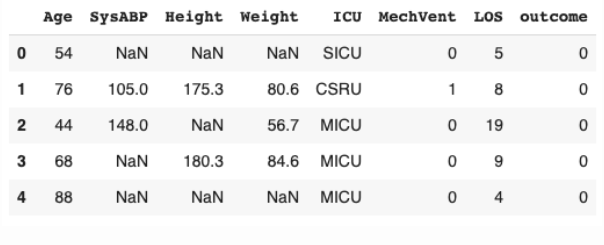 Age SysABP Height Weight ICU MechVent LOS outcome
0 54 NaN NaN NaN SICU 0 5 0
1 76 105.0 175.3 80.6 CSRU 1 8 0
2 44 148.0 NaN 56.7 MICU 0 19 0
3 68 NaN 180.3 84.6 MICU 0 9 0
4 88 NaN NaN NaN MICU 0 4 0